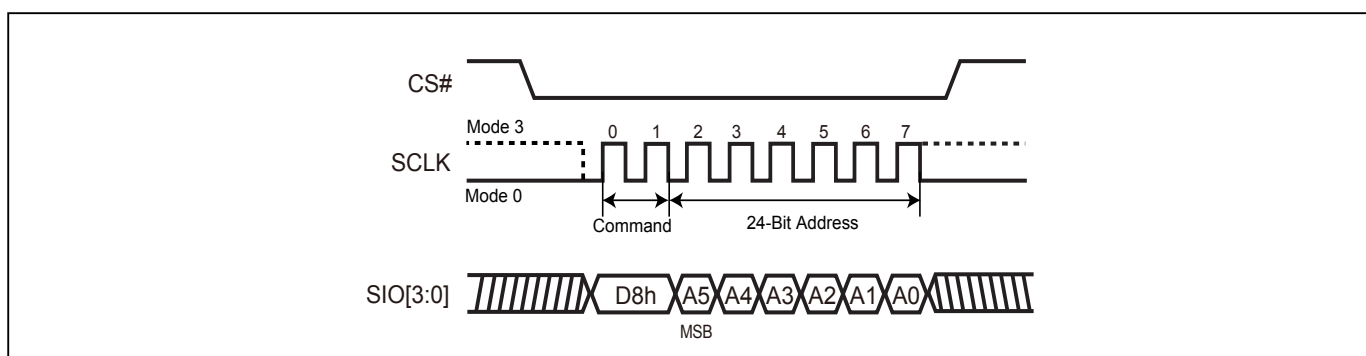 CS#
Mode 3
0 1 2 3 4 5 6 7
SCLK
Mode 0
Command 24-Bit Address
SIO[3:0] D8h A5 A4 A3 A2 A1 A0
MSB